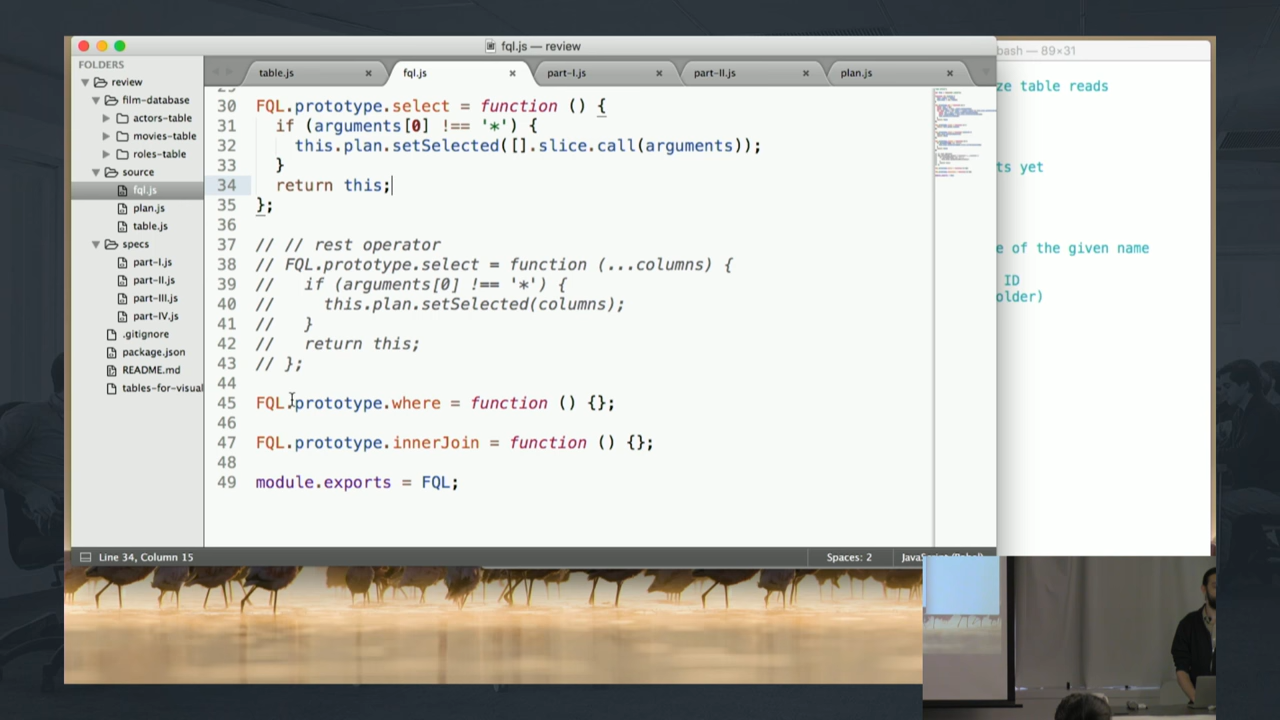 fql.js — review
bash — 89×31
FOLDERS
review
film-database
actors-table
movies-table
roles-table
source
fql.js
plan.js
table.js
specs
part-I.js
part-II.js
part-III.js
part-IV.js
.gitignore
package.json
README.md
tables-for-visual
table.js
fql.js
part-I.js
part-II.js
plan.js
30 FQL.prototype.select = function () {
31 if (arguments[0] !== '*') {
32 this.plan.setSelected([].slice.call(arguments));
33 }
34 return this;
35 };
36
37 // // rest operator
38 // FQL.prototype.select = function (...columns) {
39 // if (arguments[0] !== '*') {
40 // this.plan.setSelected(columns);
41 // }
42 // return this;
43 // };
44
45 FQL.prototype.where = function () {};
46
47 FQL.prototype.innerJoin = function () {};
48
49 module.exports = FQL;
Line 34, Column 15
Spaces: 2
ze table reads
ts yet
e of the given name
ID
older)